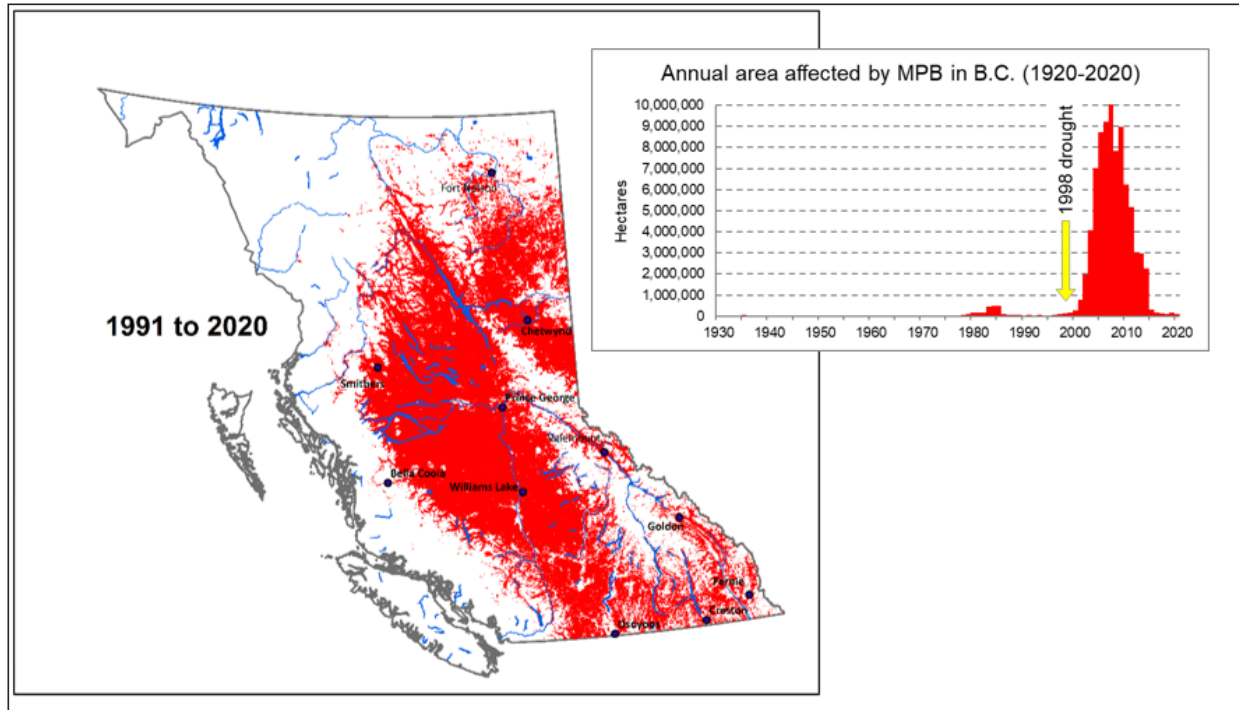 Annual area affected by MPB in B.C. (1920-2020)
10,000,000
9,000,000
8,000,000
7,000,000
6,000,000
5,000,000
4,000,000
3,000,000
2,000,000
1,000,000
0
Hectares
1998 drought
1930 1940 1950 1960 1970 1980 1990 2000 2010 2020
1991 to 2020
Fort Nelson
Chetwynd
Smithers
Prince George
Valemount
Bella Coola
Williams Lake
Golden
Fernie
Creston
Osoyoos